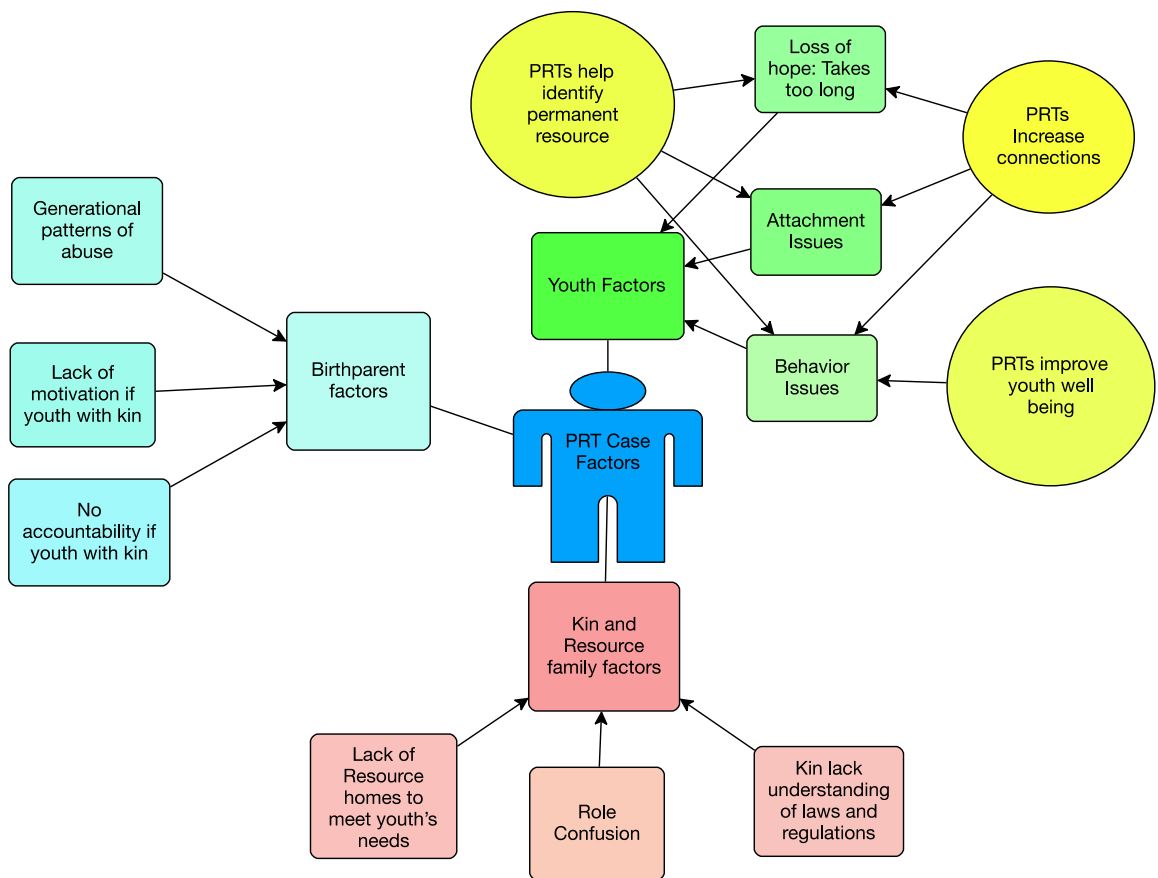 Loss of
hope: Takes
too long
PRTs help
identify
permanent
resource
PRTs
Increase
connections
Generational
patterns of
abuse
Attachment
Issues
Youth Factors
Lack of
motivation if
youth with kin
Birthparent
factors
Behavior
Issues
PRTs improve
youth well
being
PRT Case
Factors
No
accountability if
youth with kin
Kin and
Resource
family factors
Lack of
Resource
homes to
meet youth’s
needs
Role
Confusion
Kin lack
understanding
of laws and
regulations